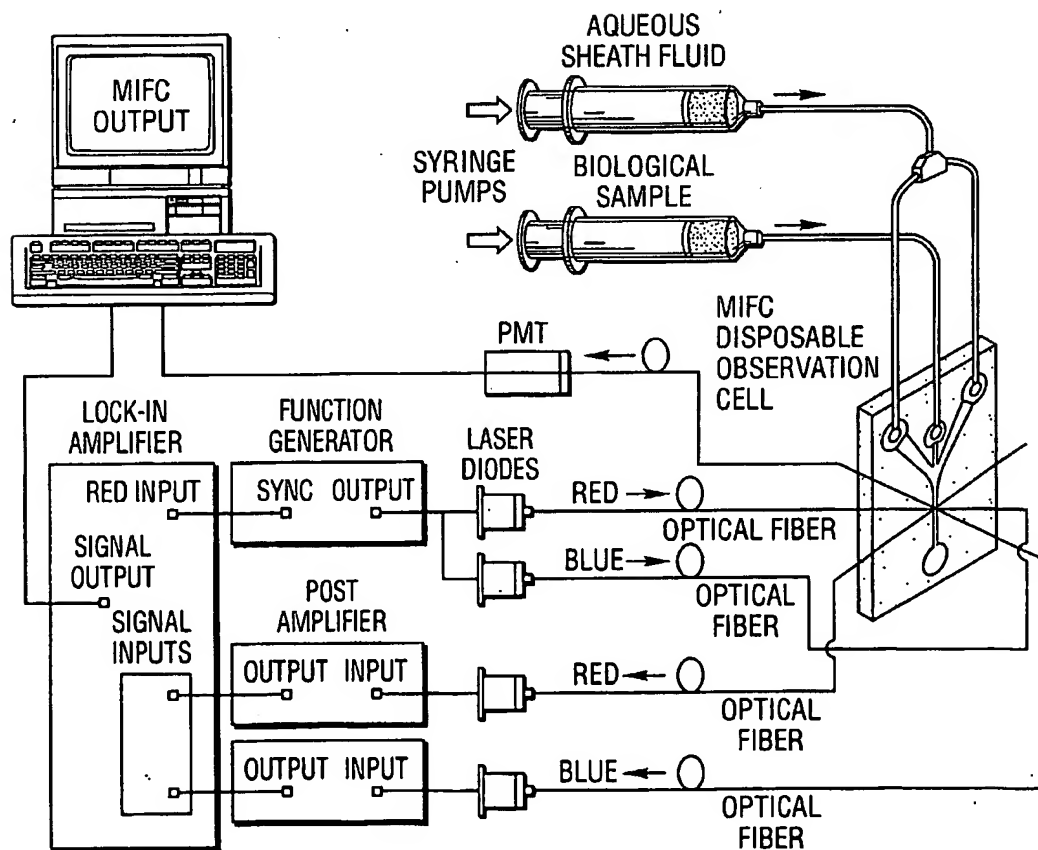 MIFC
OUTPUT
AQUEOUS
SHEATH FLUID
SYRINGE
PUMPS
BIOLOGICAL
SAMPLE
MIFC
DISPOSABLE
OBSERVATION
CELL
PMT
LOCK-IN
AMPLIFIER
FUNCTION
GENERATOR
LASER
DIODES
RED INPUT
SYNC OUTPUT
RED
OPTICAL FIBER
SIGNAL
OUTPUT
BLUE
OPTICAL
FIBER
SIGNAL
INPUTS
POST
AMPLIFIER
OUTPUT INPUT
RED
OPTICAL
FIBER
OUTPUT INPUT
BLUE
OPTICAL
FIBER